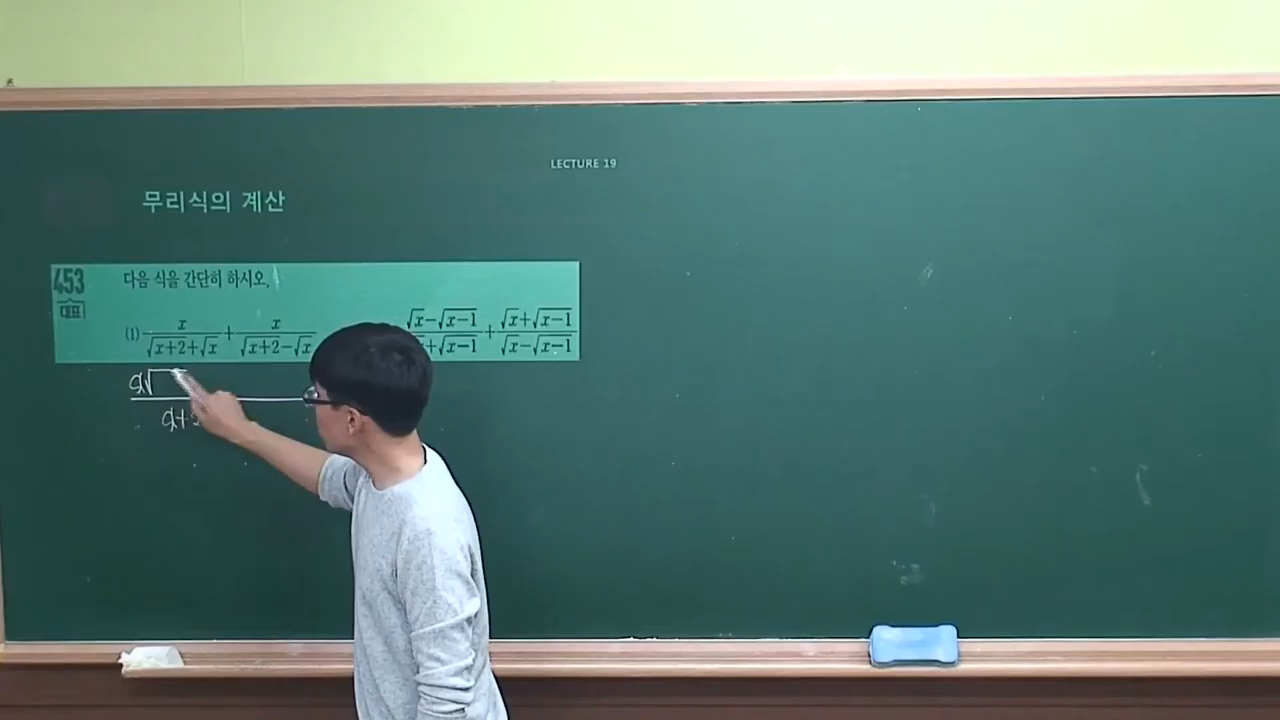 LECTURE 19
무리식의 계산
453
대표
다음 식을 간단히 하시오.
(1) x/(√(x+2)+√x) + x/(√(x+2)−√x)
(√x−√(x−1))/(√x+√(x−1)) + (√x+√(x−1))/(√x−√(x−1))
x√
x+2